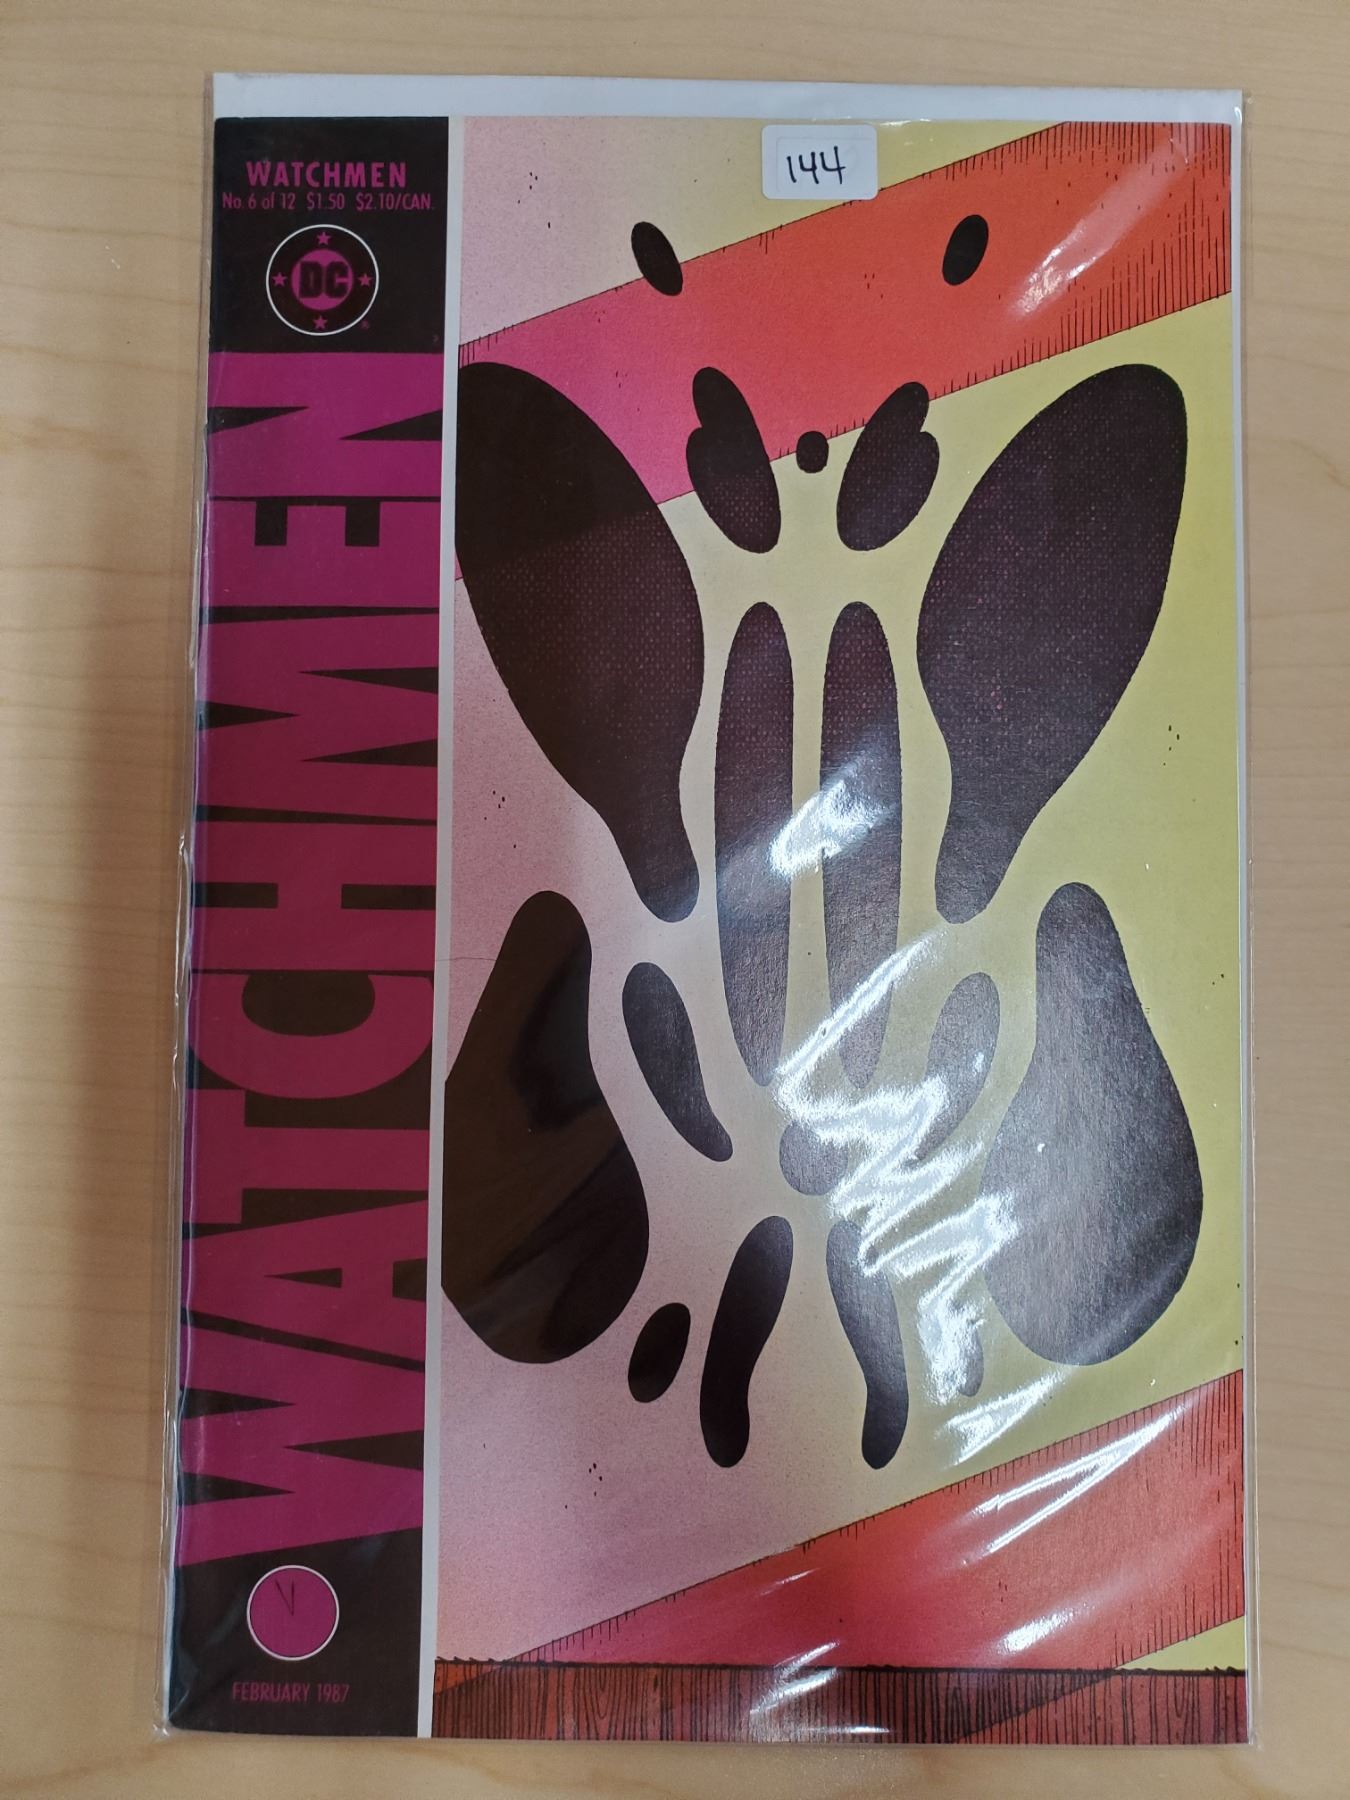 WATCHMEN
No. 6 of 12 $1.50 $2.10/CAN.
DC
®
144
WATCHMEN
FEBRUARY 1987